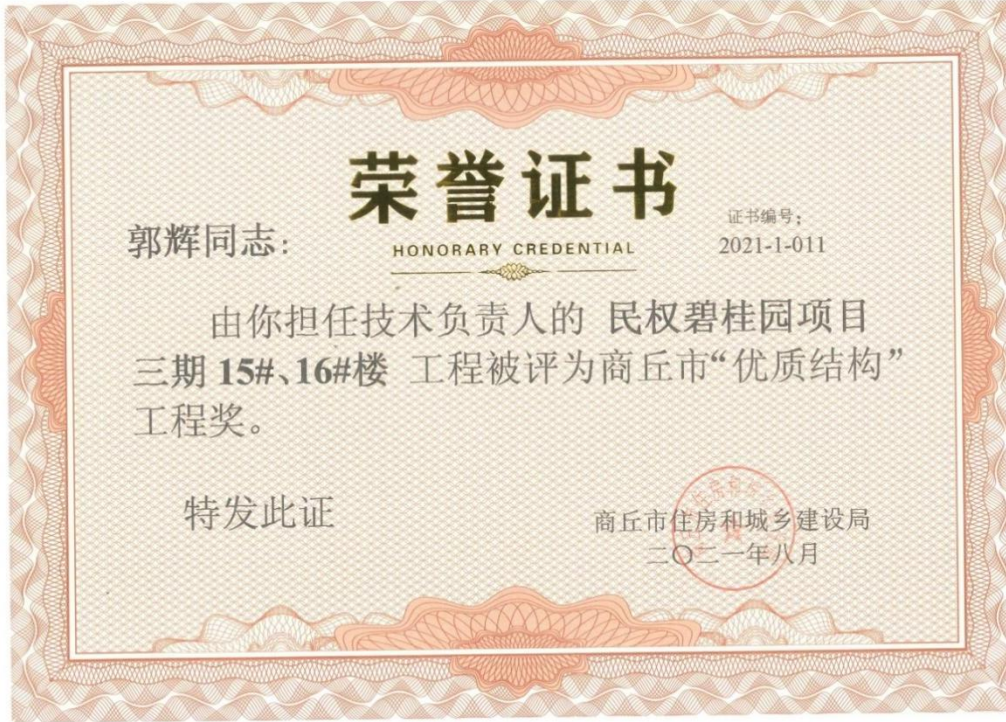 荣誉证书
HONORARY CREDENTIAL
郭辉同志:
证书编号:
2021-1-011
由你担任技术负责人的 民权碧桂园项目
三期 15#、16#楼 工程被评为商丘市“优质结构”
工程奖。
特发此证
商丘市住房和城乡建设局
二〇二一年八月